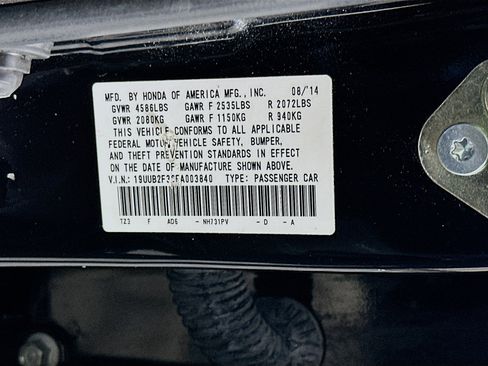 MFD. BY HONDA OF AMERICA MFG., INC. 08/'14
GVWR 4586LBS GAWR F 2535LBS R 2072LBS
GVWR 2080KG GAWR F 1150KG R 940KG
THIS VEHICLE CONFORMS TO ALL APPLICABLE
FEDERAL MOTOR VEHICLE SAFETY, BUMPER,
AND THEFT PREVENTION STANDARDS IN EFFECT
ON THE DATE OF MANUFACTURE SHOWN ABOVE.
V.I.N.: TYPE: PASSENGER CAR
TZ3 F AD6 - NH731PV - D - A